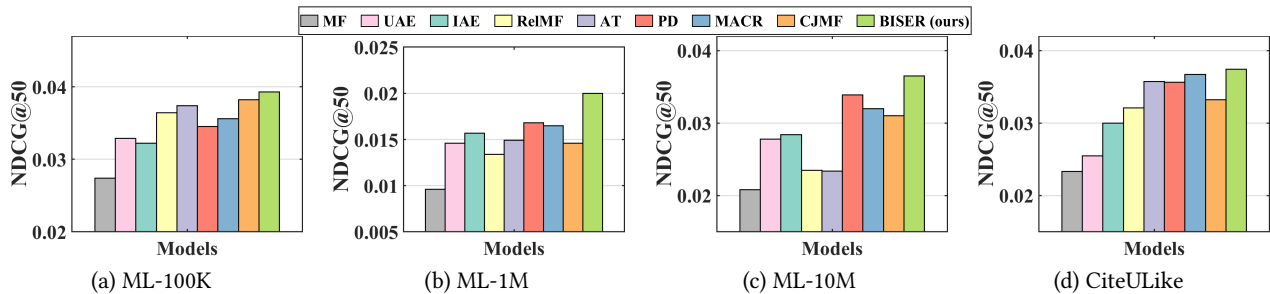 MF UAE IAE RelMF AT PD MACR CJMF BISER (ours)
NDCG@50
0.04
0.03
0.02
Models
(a) ML-100K
NDCG@50
0.025
0.02
0.015
0.01
0.005
Models
(b) ML-1M
NDCG@50
0.04
0.03
0.02
Models
(c) ML-10M
NDCG@50
0.04
0.03
0.02
Models
(d) CiteULike